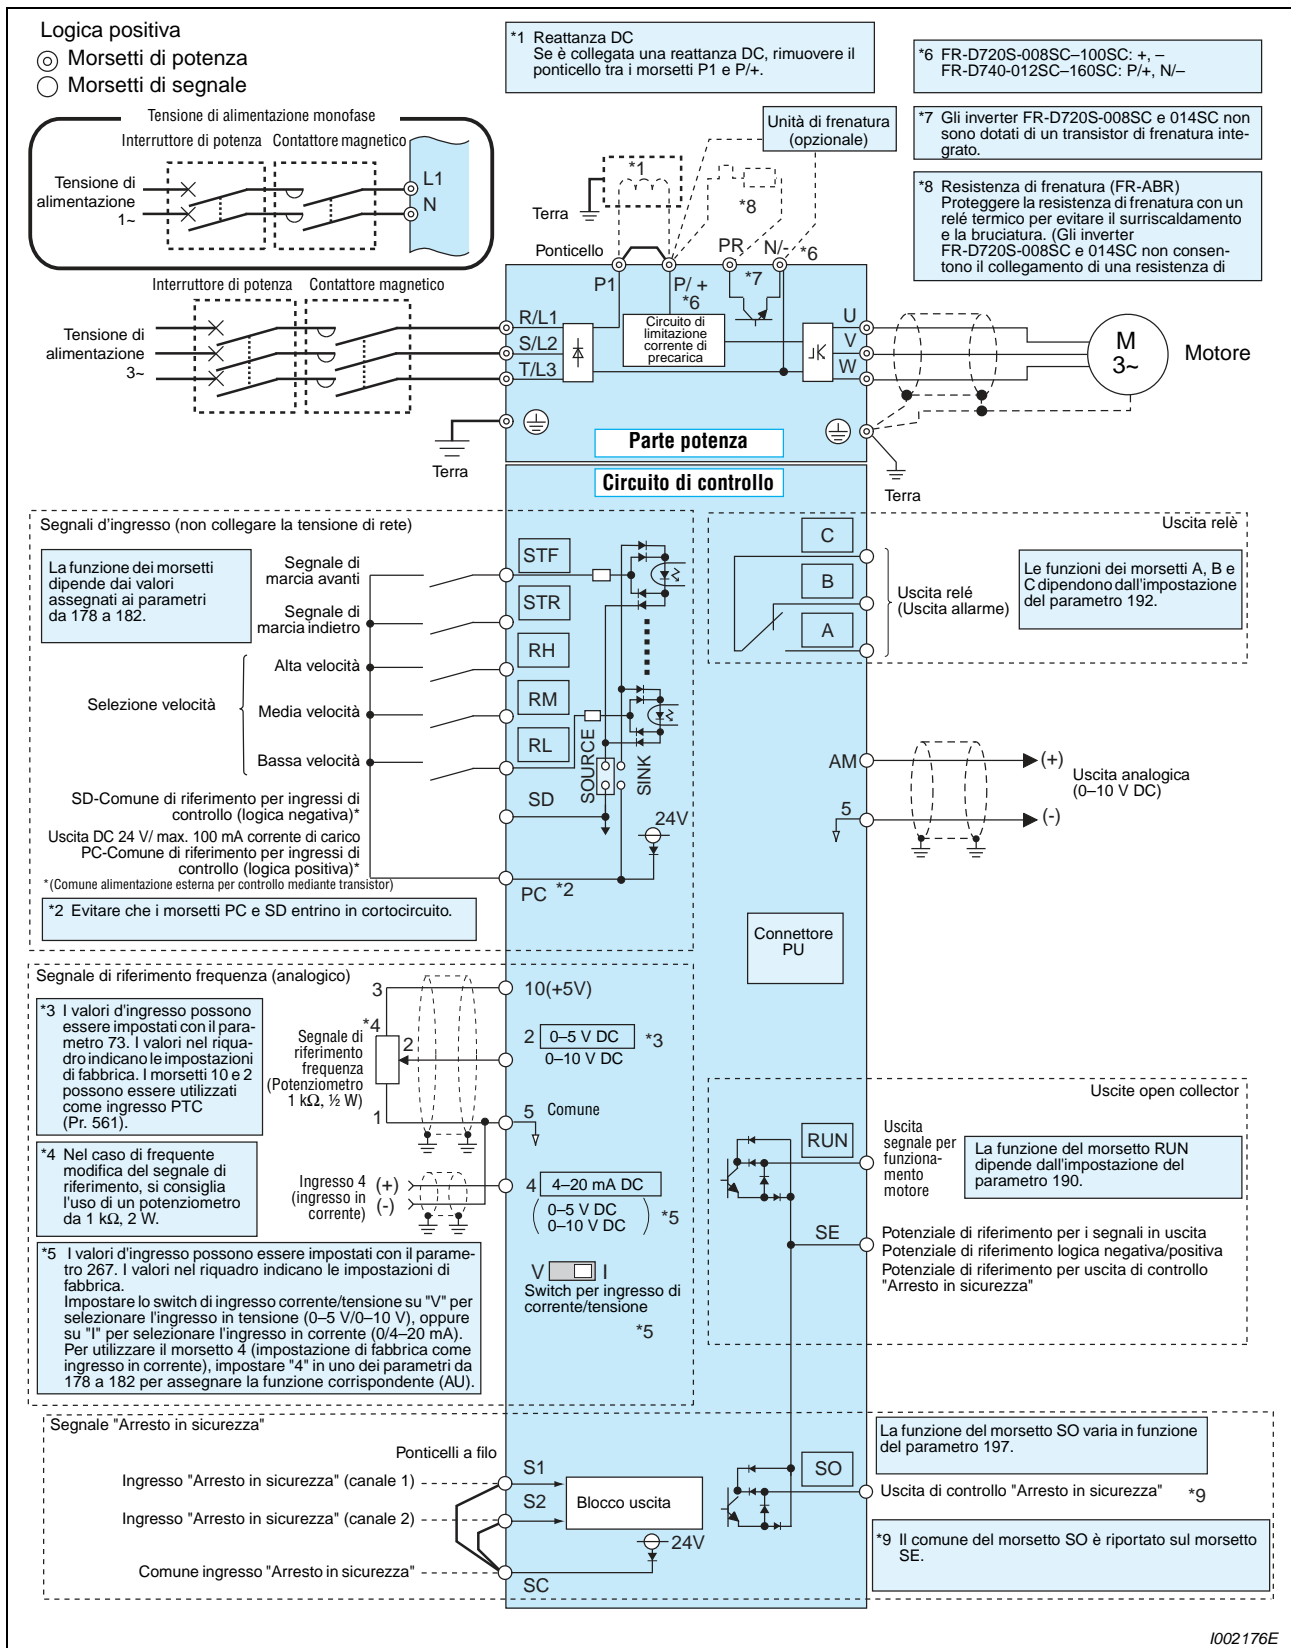 Logica positiva
Morsetti di potenza
Morsetti di segnale
*1 Reattanza DC
Se è collegata una reattanza DC, rimuovere il
ponticello tra i morsetti P1 e P/+.
*6 FR-D720S-008SC–100SC: +, –
FR-D740-012SC–160SC: P/+, N/–
*7 Gli inverter FR-D720S-008SC e 014SC non
sono dotati di un transistor di frenatura inte-
grato.
*8 Resistenza di frenatura (FR-ABR)
Proteggere la resistenza di frenatura con un
relé termico per evitare il surriscaldamento
e la bruciatura. (Gli inverter
FR-D720S-008SC e 014SC non consen-
tono il collegamento di una resistenza di
Tensione di alimentazione monofase
Interruttore di potenza Contattore magnetico
Tensione di
alimentazione
1~
L1
N
Unità di frenatura
(opzionale)
*1
*8
Terra
Ponticello
PR
N/-
*6
P1
P/ +
*6
*7
Interruttore di potenza Contattore magnetico
Tensione di
alimentazione
3~
R/L1
S/L2
T/L3
Circuito di
limitazione
corrente di
precarica
U
V
W
M
3~
Motore
Terra
Parte potenza
Terra
Circuito di controllo
Segnali d'ingresso (non collegare la tensione di rete)
La funzione dei morsetti
dipende dai valori
assegnati ai parametri
da 178 a 182.
Segnale di
marcia avanti
Segnale di
marcia indietro
Alta velocità
Selezione velocità
Media velocità
Bassa velocità
STF
STR
RH
RM
RL
SD
SOURCE
SINK
24V
SD-Comune di riferimento per ingressi di
controllo (logica negativa)*
Uscita DC 24 V/ max. 100 mA corrente di carico
PC-Comune di riferimento per ingressi di
controllo (logica positiva)*
*(Comune alimentazione esterna per controllo mediante transistor)
PC *2
*2 Evitare che i morsetti PC e SD entrino in cortocircuito.
Uscita relè
C
B
A
Uscita relé
(Uscita allarme)
Le funzioni dei morsetti A, B e
C dipendono dall'impostazione
del parametro 192.
AM
5
(+)
(-)
Uscita analogica
(0–10 V DC)
Connettore
PU
Segnale di riferimento frequenza (analogico)
*3 I valori d'ingresso possono
essere impostati con il para-
metro 73. I valori nel riqua-
dro indicano le impostazioni
di fabbrica. I morsetti 10 e 2
possono essere utilizzati
come ingresso PTC
(Pr. 561).
*4 Nel caso di frequente
modifica del segnale di
riferimento, si consiglia
l'uso di un potenziometro
da 1 kΩ, 2 W.
Segnale di
riferimento
frequenza
(Potenziometro
1 kΩ, ½ W)
3
*4
2
1
10(+5V)
2 0–5 V DC *3
0–10 V DC
5 Comune
Ingresso 4
(ingresso in
corrente)
(+)
(-)
4 4–20 mA DC
(0–5 V DC
0–10 V DC) *5
V I
Switch per ingresso di
corrente/tensione
*5
*5 I valori d'ingresso possono essere impostati con il parame-
tro 267. I valori nel riquadro indicano le impostazioni di
fabbrica.
Impostare lo switch di ingresso corrente/tensione su "V" per
selezionare l'ingresso in tensione (0–5 V/0–10 V), oppure
su "I" per selezionare l'ingresso in corrente (0/4–20 mA).
Per utilizzare il morsetto 4 (impostazione di fabbrica come
ingresso in corrente), impostare "4" in uno dei parametri da
178 a 182 per assegnare la funzione corrispondente (AU).
Uscite open collector
RUN
Uscita
segnale per
funziona-
mento
motore
La funzione del morsetto RUN
dipende dall'impostazione del
parametro 190.
SE
Potenziale di riferimento per i segnali in uscita
Potenziale di riferimento logica negativa/positiva
Potenziale di riferimento per uscita di controllo
"Arresto in sicurezza"
Segnale "Arresto in sicurezza"
Ponticelli a filo
Ingresso "Arresto in sicurezza" (canale 1)
Ingresso "Arresto in sicurezza" (canale 2)
Comune ingresso "Arresto in sicurezza"
S1
S2
SC
Blocco uscita
24V
SO
La funzione del morsetto SO varia in funzione
del parametro 197.
Uscita di controllo "Arresto in sicurezza" *9
*9 Il comune del morsetto SO è riportato sul morsetto
SE.
I002176E